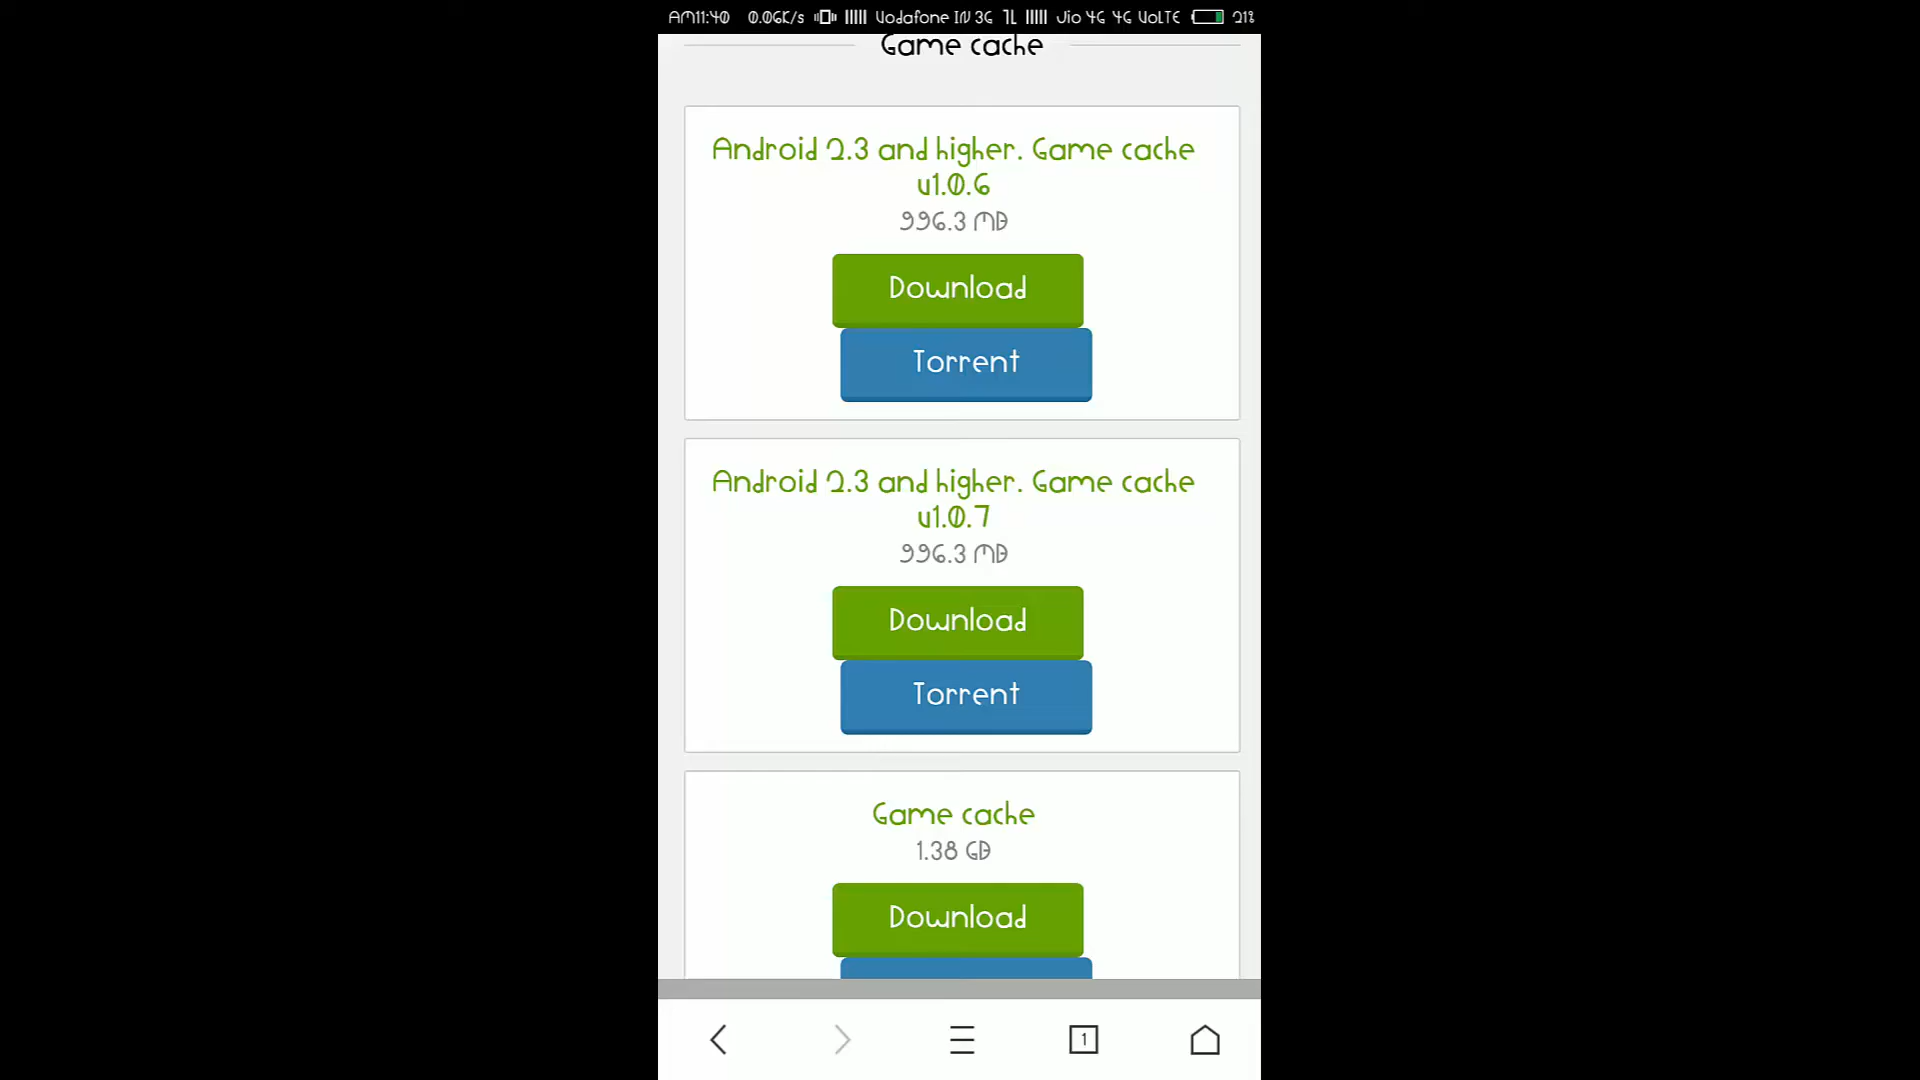 AM11:40 0.06K/s Vodafone IN 3G 1L Jio 4G 4G VoLTE 21%
Game cache
Android 2.3 and higher. Game cache
v1.0.6
996.3 MB
Download
Torrent
Android 2.3 and higher. Game cache
v1.0.7
996.3 MB
Download
Torrent
Game cache
1.38 GB
Download
1